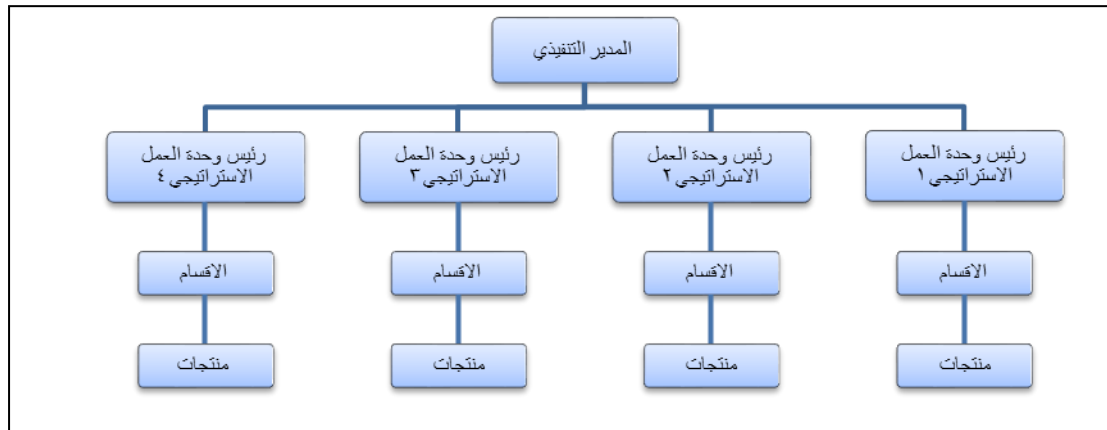 المدير التنفيذي
رئيس وحدة العمل
الاستراتيجي ١
رئيس وحدة العمل
الاستراتيجي ٢
رئيس وحدة العمل
الاستراتيجي ٣
رئيس وحدة العمل
الاستراتيجي ٤
الاقسام
الاقسام
الاقسام
الاقسام
منتجات
منتجات
منتجات
منتجات